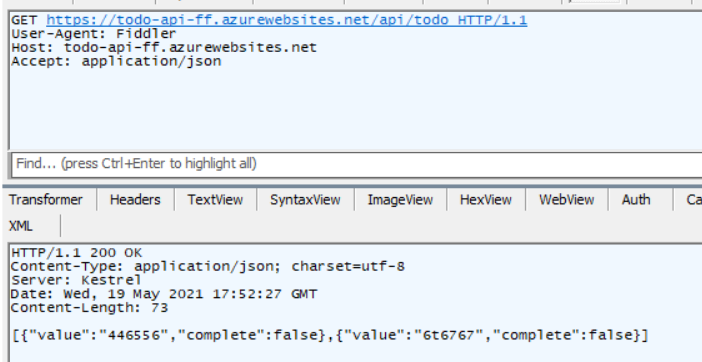 GET https://todo-api-ff.azurewebsites.net/api/todo HTTP/1.1
User-Agent: Fiddler
Host: todo-api-ff.azurewebsites.net
Accept: application/json
Find... (press Ctrl+Enter to highlight all)
Transformer Headers TextView SyntaxView ImageView HexView WebView Auth Ca
XML
HTTP/1.1 200 OK
Content-Type: application/json; charset=utf-8
Server: Kestrel
Date: Wed, 19 May 2021 17:52:27 GMT
Content-Length: 73
[{"value":"446556","complete":false},{"value":"6t6767","complete":false}]